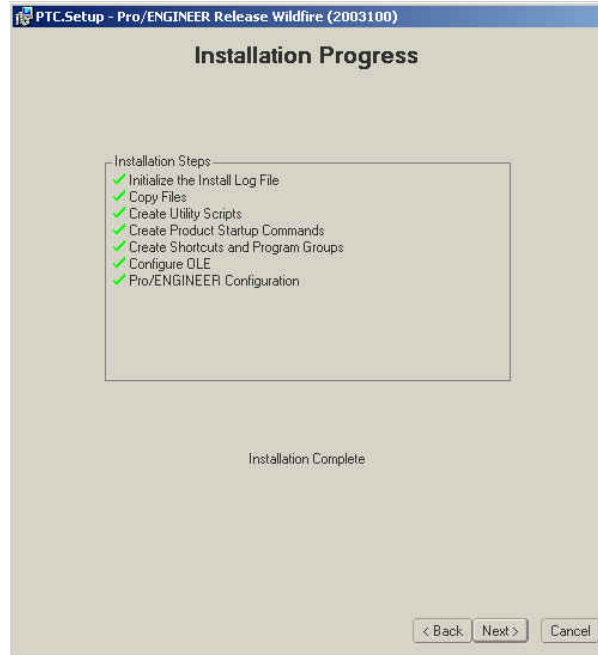 PTC.Setup - Pro/ENGINEER Release Wildfire (2003100)
Installation Progress
Installation Steps
Initialize the Install Log File
Copy Files
Create Utility Scripts
Create Product Startup Commands
Create Shortcuts and Program Groups
Configure OLE
Pro/ENGINEER Configuration
Installation Complete
< Back Next > Cancel